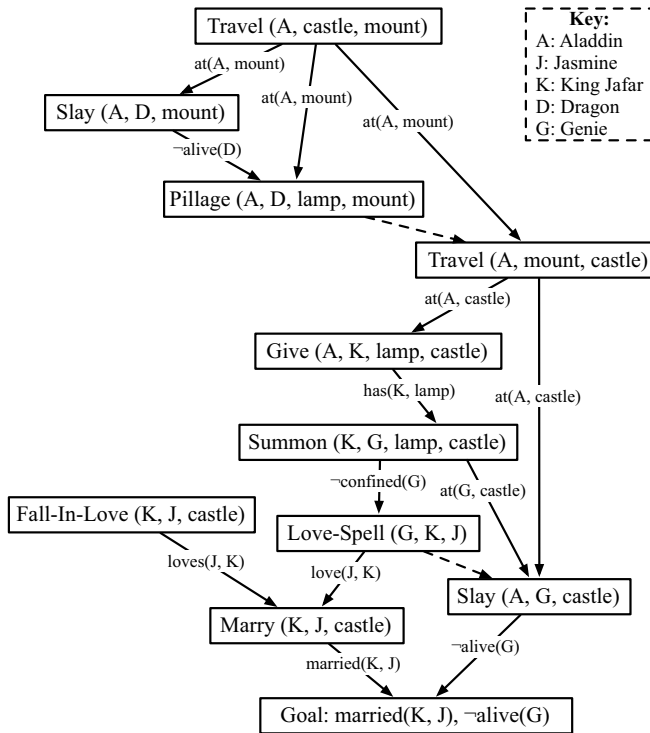 Travel (A, castle, mount)
Key:
A: Aladdin
J: Jasmine
K: King Jafar
D: Dragon
G: Genie
at(A, mount)
at(A, mount)
at(A, mount)
Slay (A, D, mount)
¬alive(D)
Pillage (A, D, lamp, mount)
Travel (A, mount, castle)
at(A, castle)
Give (A, K, lamp, castle)
has(K, lamp)
at(A, castle)
Summon (K, G, lamp, castle)
¬confined(G)
at(G, castle)
Fall-In-Love (K, J, castle)
Love-Spell (G, K, J)
loves(J, K)
love(J, K)
Slay (A, G, castle)
Marry (K, J, castle)
¬alive(G)
married(K, J)
Goal: married(K, J), ¬alive(G)